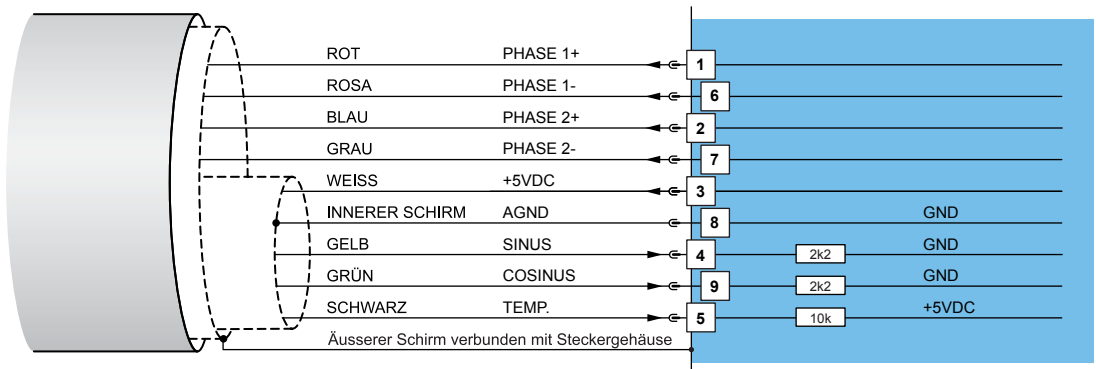 ROT PHASE 1+ 1
ROSA PHASE 1- 6
BLAU PHASE 2+ 2
GRAU PHASE 2- 7
WEISS +5VDC 3
INNERER SCHIRM AGND 8 GND
GELB SINUS 4 2k2 GND
GRÜN COSINUS 9 2k2 GND
SCHWARZ TEMP. 5 10k +5VDC
Äusserer Schirm verbunden mit Steckergehäuse